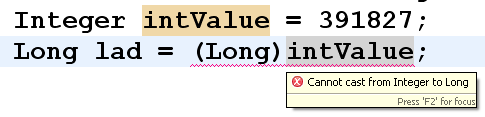 Integer intValue = 391827;
Long lad = (Long)intValue;
Cannot cast from Integer to Long
Press 'F2' for focus